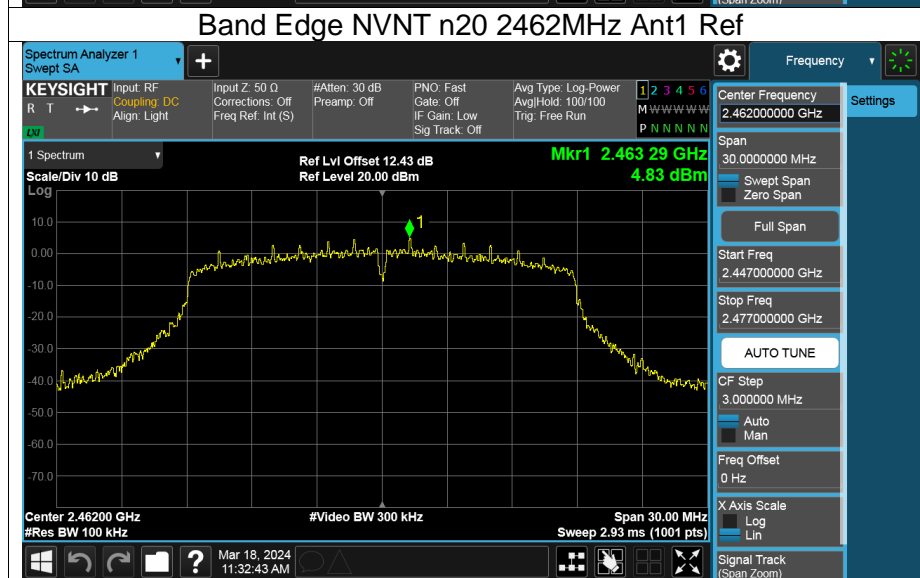 (Span Zoom)
Band Edge NVNT n20 2462MHz Ant1 Ref
Spectrum Analyzer 1
Swept SA
+
Frequency
KEYSIGHT
R T
LXI
Input: RF
Coupling: DC
Align: Light
Input Z: 50 Ω
Corrections: Off
Freq Ref: Int (S)
#Atten: 30 dB
Preamp: Off
PNO: Fast
Gate: Off
IF Gain: Low
Sig Track: Off
Avg Type: Log-Power
Avg|Hold: 100/100
Trig: Free Run
1 2 3 4 5 6
M W W W W W
P N N N N N
1 Spectrum
Scale/Div 10 dB
Log
Ref Lvl Offset 12.43 dB
Ref Level 20.00 dBm
Mkr1 2.463 29 GHz
4.83 dBm
10.0
0.00
-10.0
-20.0
-30.0
-40.0
-50.0
-60.0
-70.0
1
Center 2.46200 GHz
#Res BW 100 kHz
#Video BW 300 kHz
Span 30.00 MHz
Sweep 2.93 ms (1001 pts)
Mar 18, 2024
11:32:43 AM
?
Center Frequency
2.462000000 GHz
Settings
Span
30.0000000 MHz
Swept Span
Zero Span
Full Span
Start Freq
2.447000000 GHz
Stop Freq
2.477000000 GHz
AUTO TUNE
CF Step
3.000000 MHz
Auto
Man
Freq Offset
0 Hz
X Axis Scale
Log
Lin
Signal Track
(Span Zoom)